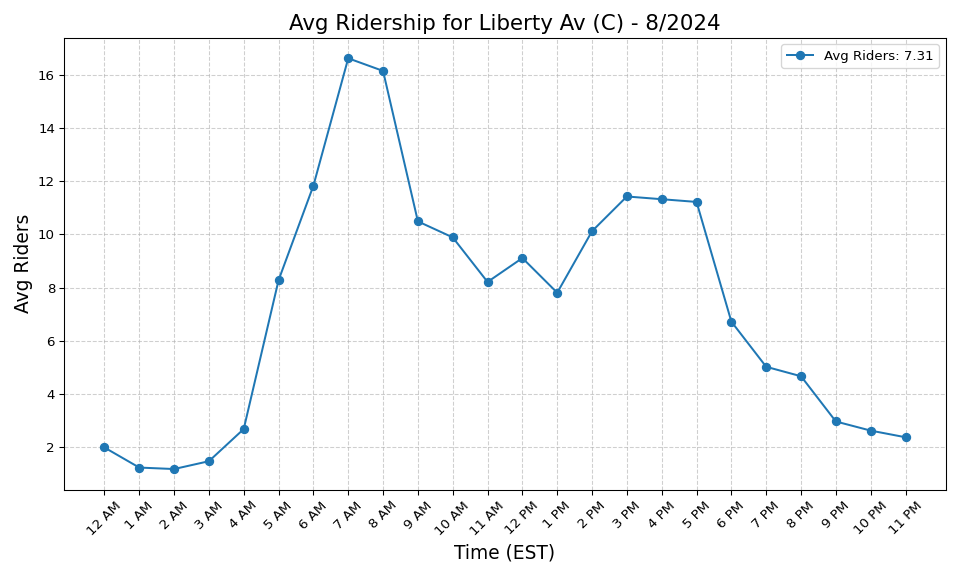 Avg Ridership for Liberty Av (C) - 8/2024
Avg Riders: 7.31
Avg Riders
16
14
12
10
8
6
4
2
12 AM
1 AM
2 AM
3 AM
4 AM
5 AM
6 AM
7 AM
8 AM
9 AM
10 AM
11 AM
12 PM
1 PM
2 PM
3 PM
4 PM
5 PM
6 PM
7 PM
8 PM
9 PM
10 PM
11 PM
Time (EST)